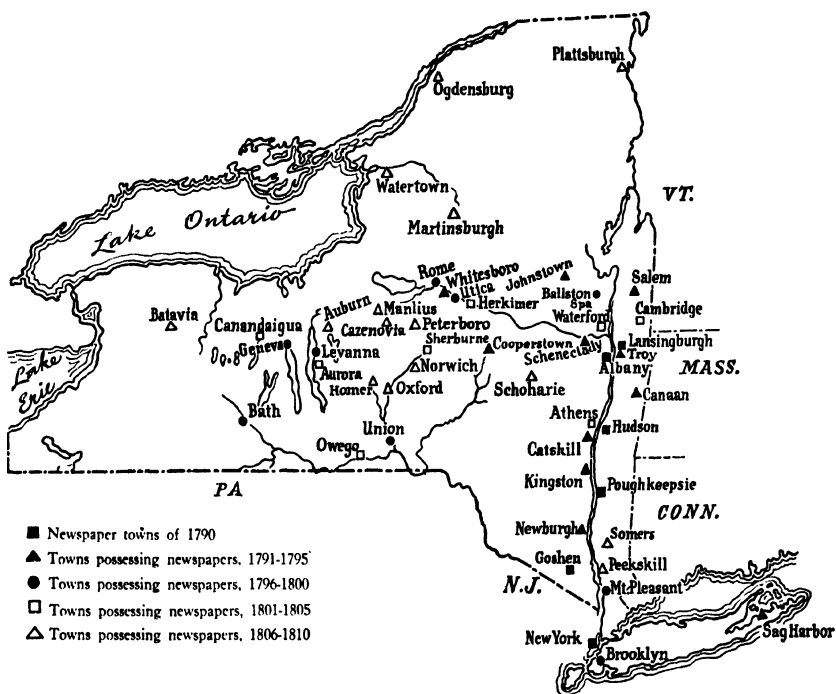 Plattsburgh
Ogdensburg
Watertown
Martinsburgh
VT.
Lake Ontario
Rome
Whitesboro
Utica
Johnstown
Herkimer
Ballston
Spa
Salem
Waterford
Cambridge
Batavia
Auburn
Manlius
Cazenovia
Peterboro
Canandaigua
Geneva
Levanna
Sherburne
Cooperstown
Schenectady
Lansingburgh
Troy
Albany
MASS.
Lake
Erie
Aurora
Homer
Norwich
Oxford
Schoharie
Canaan
Bath
Union
Owego
Athens
Hudson
Catskill
Kingston
Poughkeepsie
PA
CONN.
Newburgh
Somers
Goshen
Peekskill
N.J.
Mt.Pleasant
New York
Brooklyn
Sag Harbor
Newspaper towns of 1790
Towns possessing newspapers, 1791-1795
Towns possessing newspapers, 1796-1800
Towns possessing newspapers, 1801-1805
Towns possessing newspapers, 1806-1810